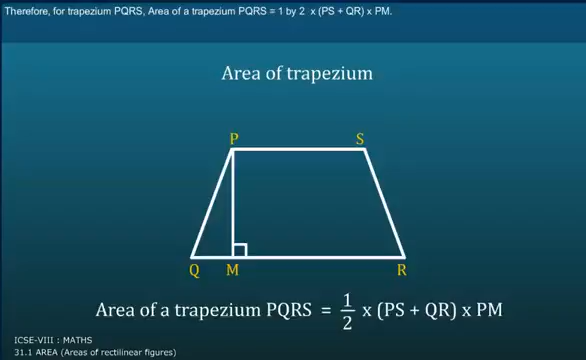 Therefore, for trapezium PQRS, Area of a trapezium PQRS = 1 by 2 x (PS + QR) x PM.
Area of trapezium
P S
Q M R
Area of a trapezium PQRS = 1/2 x (PS + QR) x PM
ICSE-VIII : MATHS
31.1 AREA (Areas of rectilinear figures)